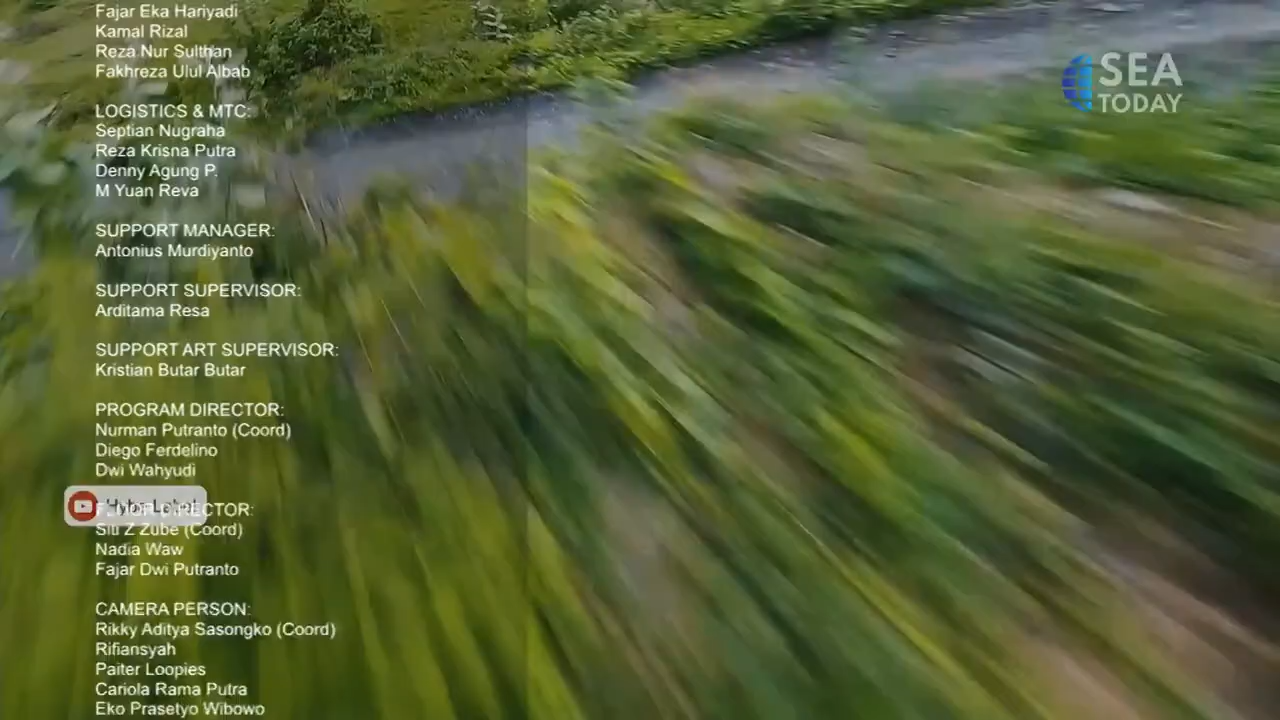 Fajar Eka Hariyadi
Kamal Rizal
Reza Nur Sulthan
Fakhreza Ulul Albab
LOGISTICS & MTC:
Septian Nugraha
Reza Krisna Putra
Denny Agung P.
M Yuan Reva
SUPPORT MANAGER:
Antonius Murdiyanto
SUPPORT SUPERVISOR:
Arditama Resa
SUPPORT ART SUPERVISOR:
Kristian Butar Butar
PROGRAM DIRECTOR:
Nurman Putranto (Coord)
Diego Ferdelino
Dwi Wahyudi
DIRECTOR:
Siti Z Zube (Coord)
Nadia Waw
Fajar Dwi Putranto
CAMERA PERSON:
Rikky Aditya Sasongko (Coord)
Rifiansyah
Paiter Loopies
Cariola Rama Putra
Eko Prasetyo Wibowo
SEA
TODAY